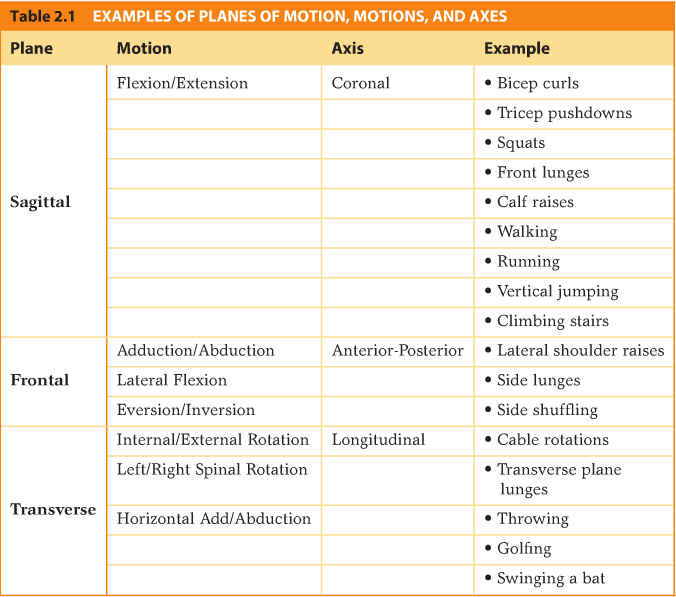 Table 2.1 EXAMPLES OF PLANES OF MOTION, MOTIONS, AND AXES
Plane Motion Axis Example
Flexion/Extension Coronal • Bicep curls
• Tricep pushdowns
• Squats
• Front lunges
Sagittal • Calf raises
• Walking
• Running
• Vertical jumping
• Climbing stairs
Adduction/Abduction Anterior-Posterior • Lateral shoulder raises
Frontal Lateral Flexion • Side lunges
Eversion/Inversion • Side shuffling
Internal/External Rotation Longitudinal • Cable rotations
Left/Right Spinal Rotation • Transverse plane
lunges
Transverse Horizontal Add/Abduction • Throwing
• Golfing
• Swinging a bat